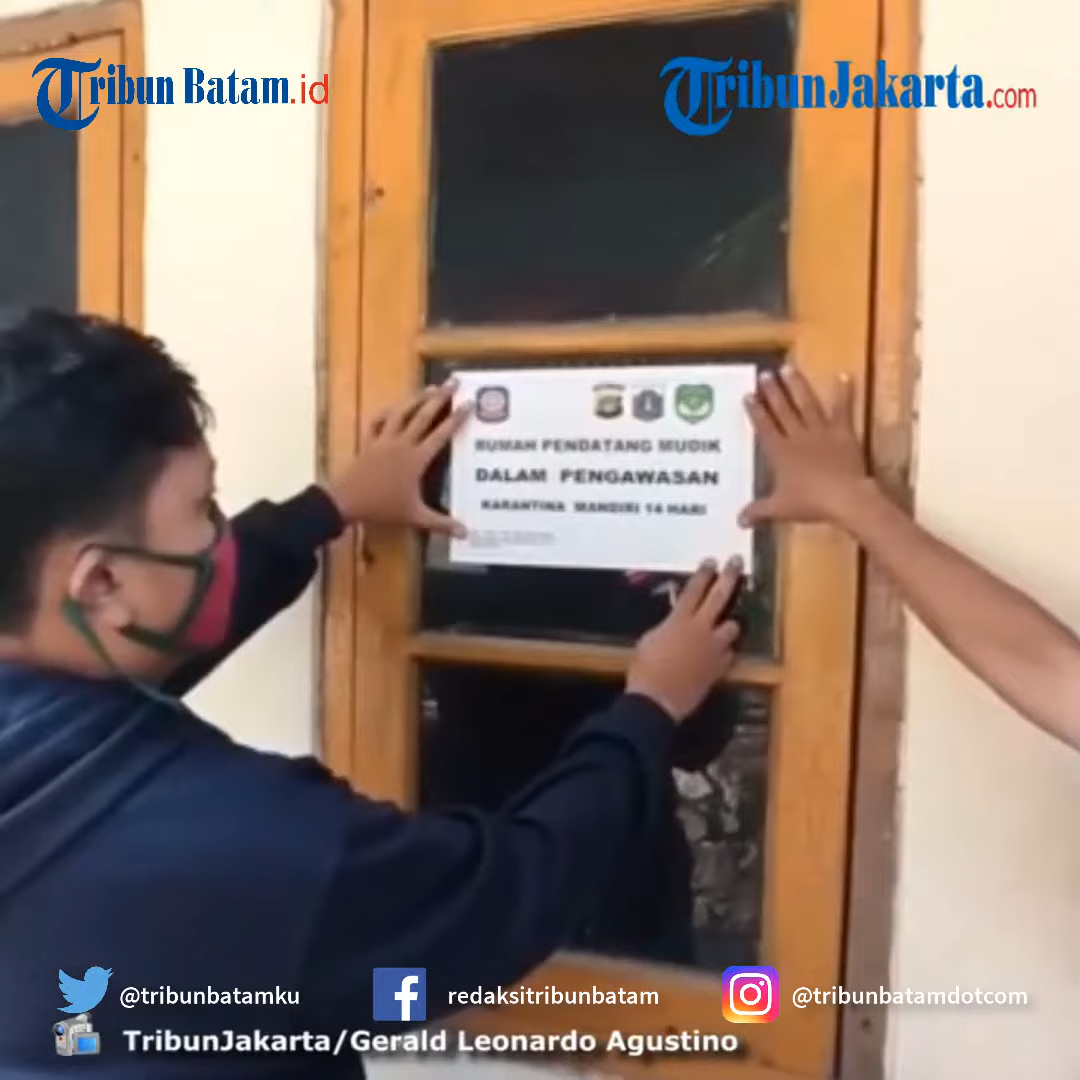 Tribun Batam.id
TribunJakarta.com
RUMAH PENDATANG MUDIK
DALAM PENGAWASAN
KARANTINA MANDIRI 14 HARI
@tribunbatamku
redaksitribunbatam
@tribunbatamdotcom
TribunJakarta/Gerald Leonardo Agustino